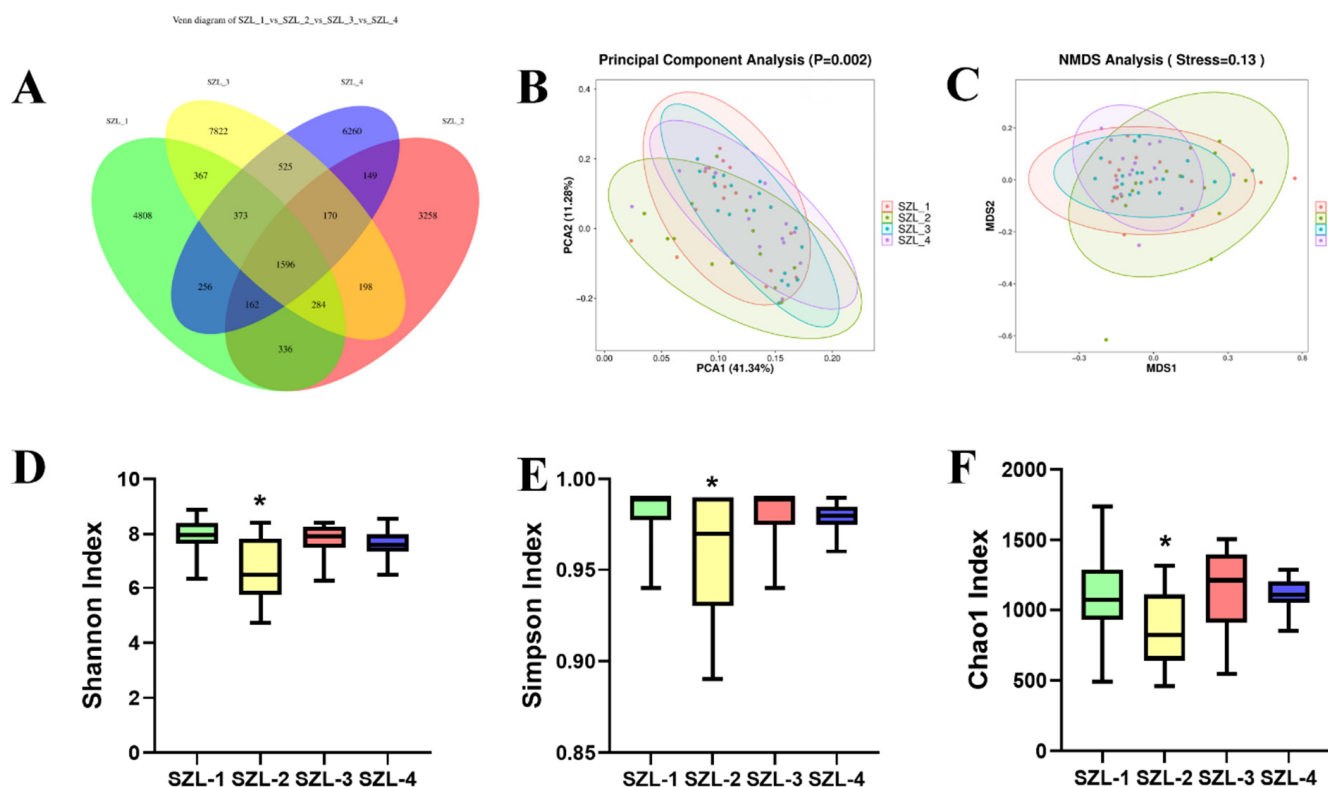 Venn diagram of SZL_1_vs_SZL_2_vs_SZL_3_vs_SZL_4
A
SZL_3
SZL_4
SZL_1
SZL_2
7822
6260
525
367
149
4808
373
170
3258
1596
256
198
162
284
336
B
Principal Component Analysis (P=0.002)
PCA2 (11.28%)
0.4
0.2
0.0
−0.2
0.00
0.05
0.10
0.15
0.20
PCA1 (41.34%)
SZL_1
SZL_2
SZL_3
SZL_4
C
NMDS Analysis ( Stress=0.13 )
MDS2
0.2
0.0
−0.2
−0.4
−0.6
−0.3
0.0
0.3
0.6
MDS1
D
Shannon Index
10
8
6
4
2
0
*
SZL-1
SZL-2
SZL-3
SZL-4
E
Simpson Index
1.00
0.95
0.90
0.85
*
SZL-1
SZL-2
SZL-3
SZL-4
F
Chao1 Index
2000
1500
1000
500
0
*
SZL-1
SZL-2
SZL-3
SZL-4